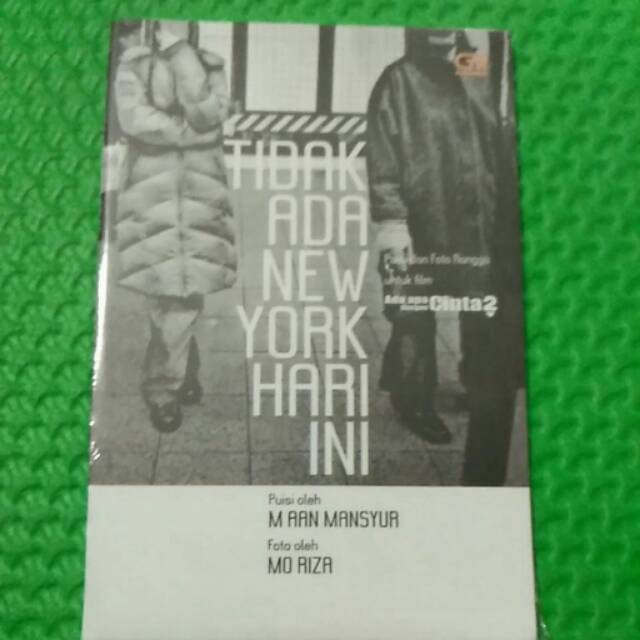 TIDAK
ADA
NEW
YORK
HARI
INI
Puisi dan Foto Rangga
untuk film
Ada apa dengan Cinta?
Puisi oleh
M AAN MANSYUR
Foto oleh
MO RIZA